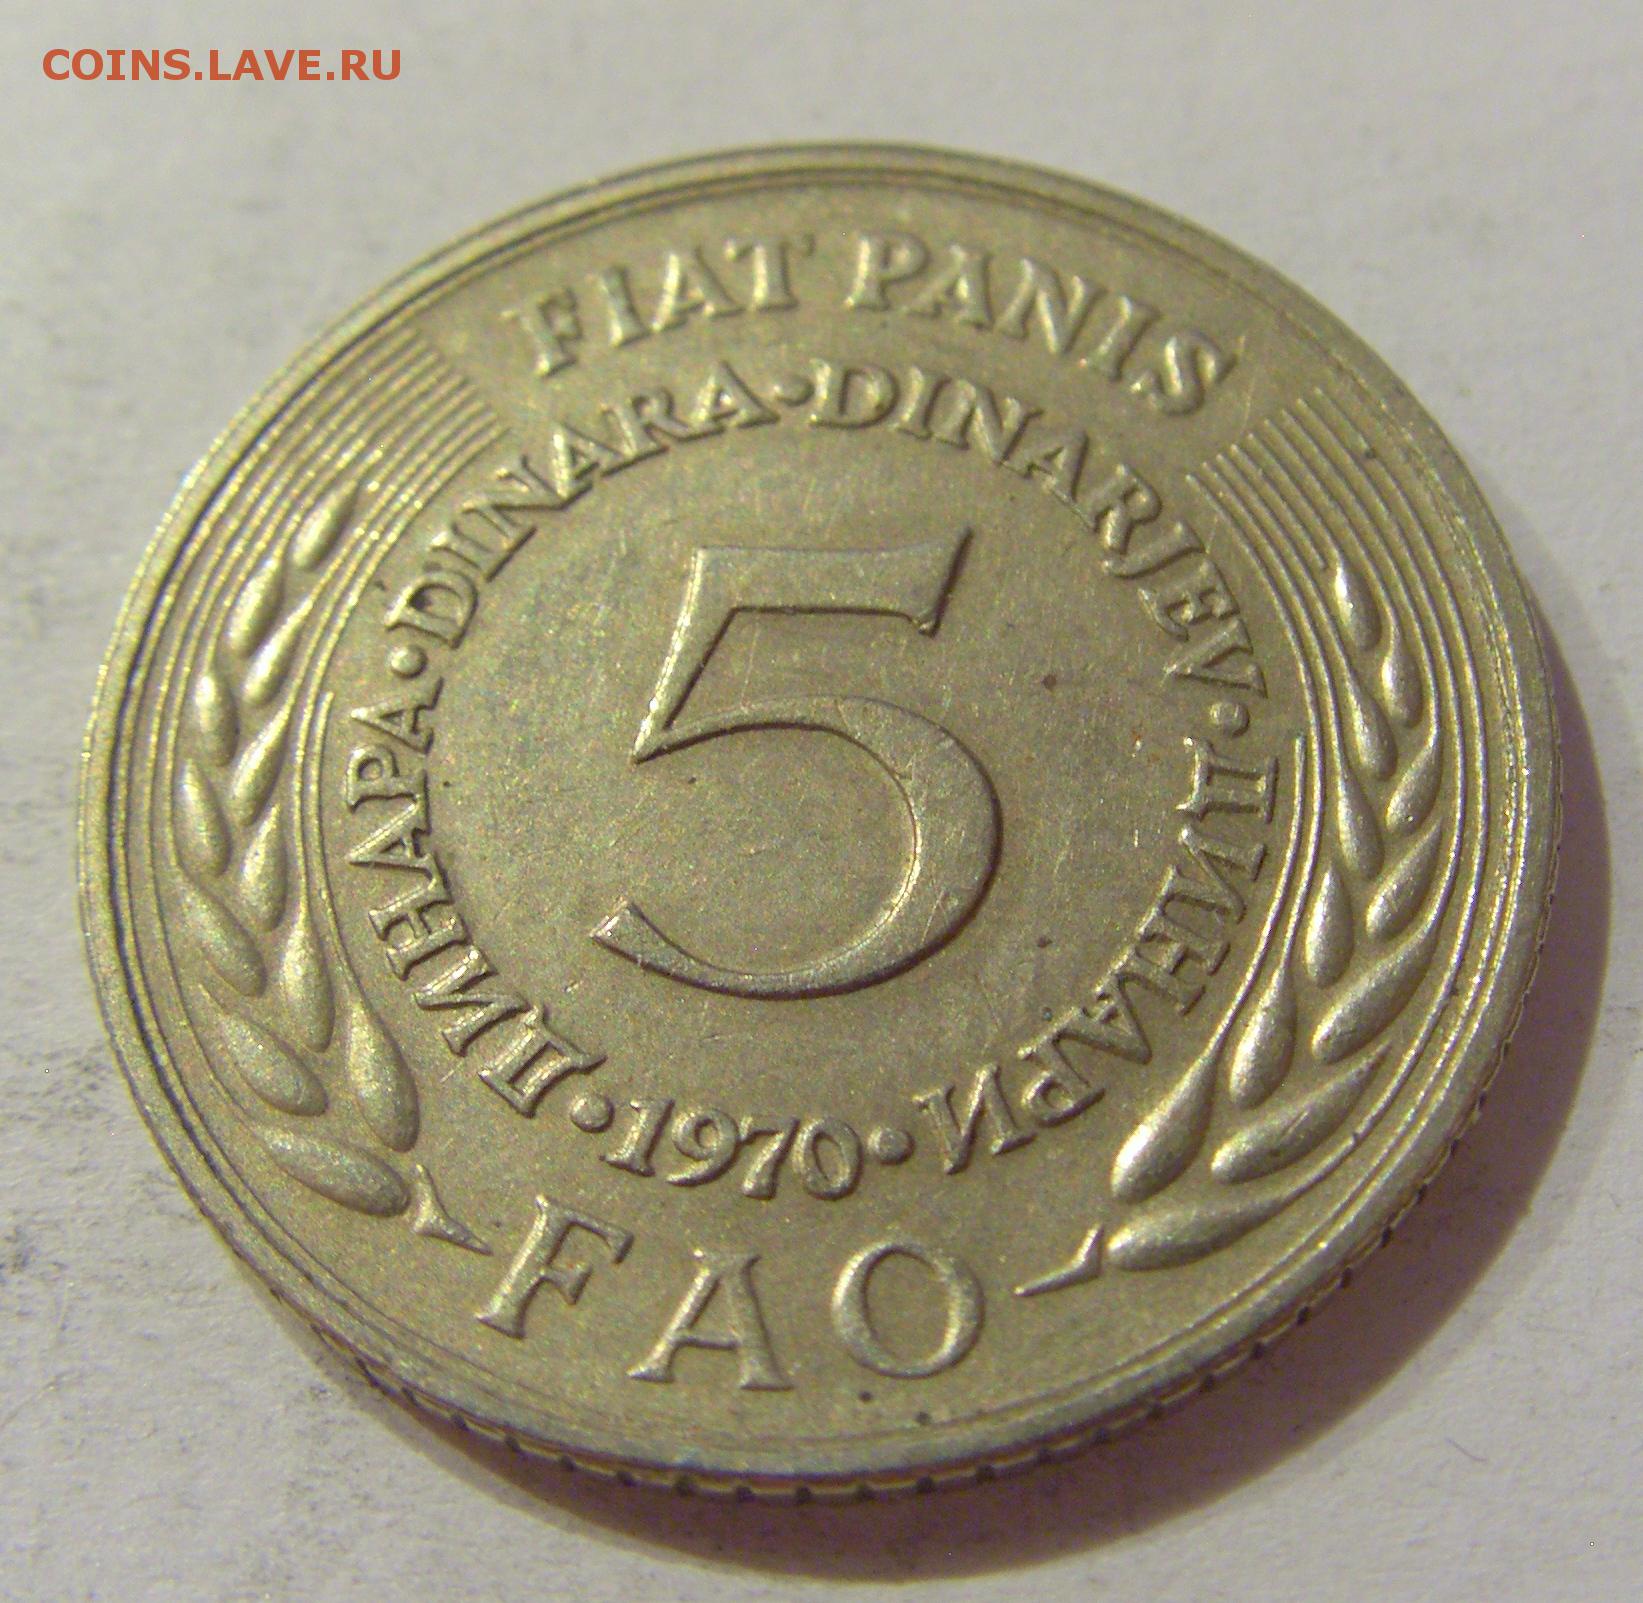 COINS.LAVE.RU
FIAT PANIS
ДИНАРА · DINARA · DINARJEV · ДИНАРИ · 1970 ·
5
FAO